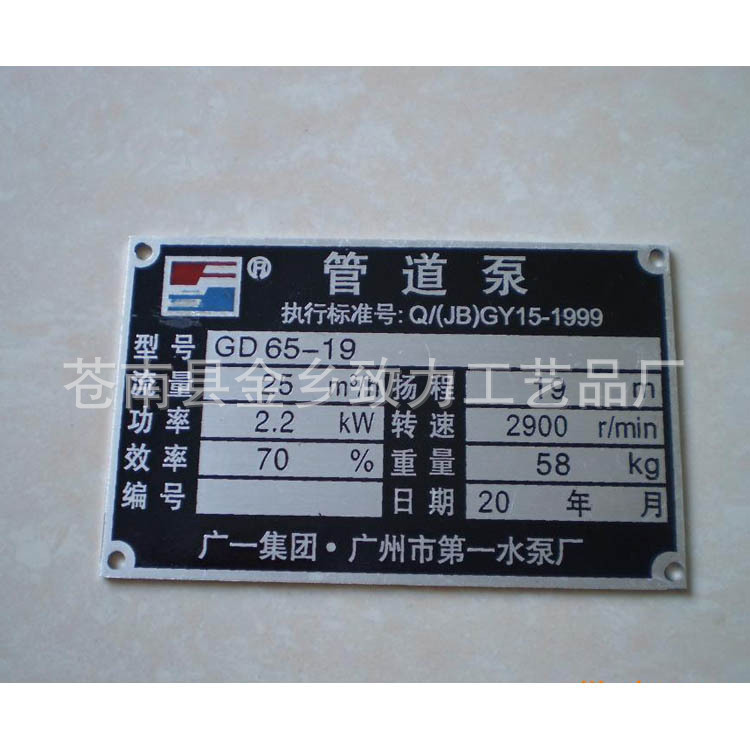 ® 管道泵
执行标准号: Q/(JB)GY15-1999
型号 GD 65-19
流量 25 m³/h 扬程 19 m
功率 2.2 kW 转速 2900 r/min
效率 70 % 重量 58 kg
编号 日期 20 年 月
广一集团·广州市第一水泵厂
苍南县金乡致力工艺品厂